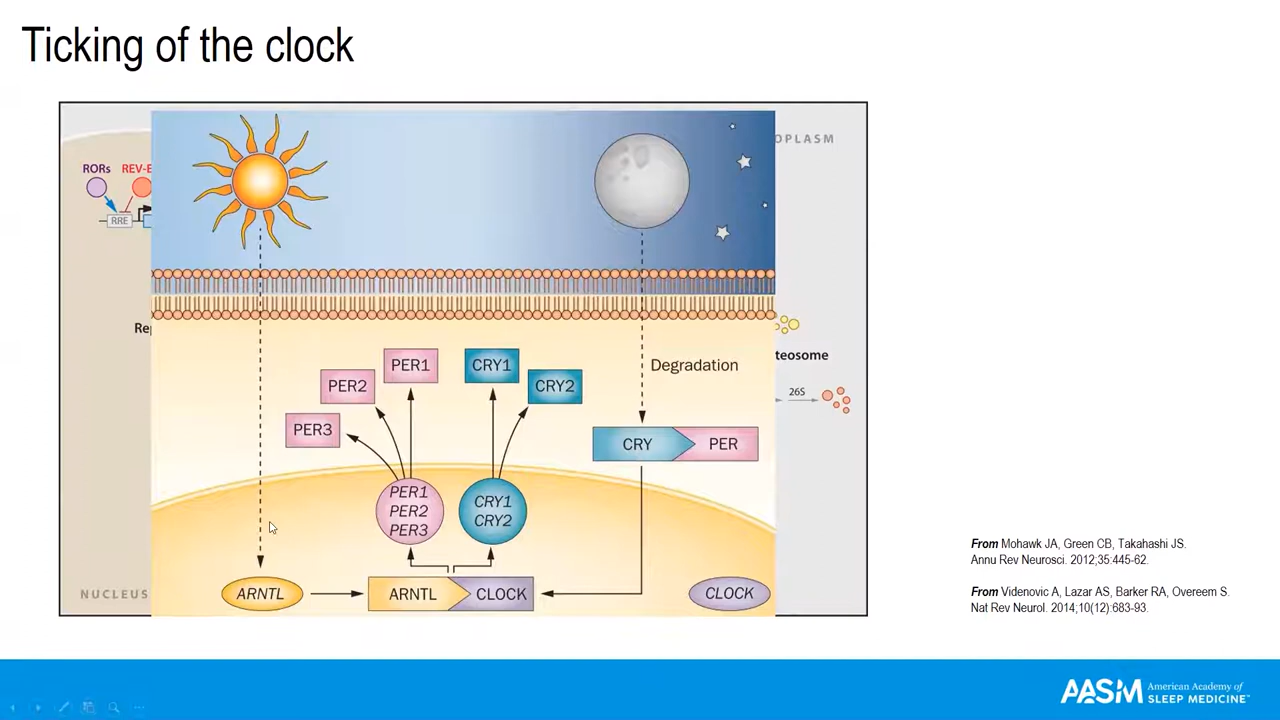 Ticking of the clock
OPLASM
RORs
REV-E
RRE
Rep
teosome
26S
PER1
CRY1
Degradation
PER2
CRY2
PER3
CRY
PER
PER1
PER2
PER3
CRY1
CRY2
NUCLEUS
ARNTL
ARNTL
CLOCK
CLOCK
From Mohawk JA, Green CB, Takahashi JS.
Annu Rev Neurosci. 2012;35:445-62.
From Videnovic A, Lazar AS, Barker RA, Overeem S.
Nat Rev Neurol. 2014;10(12):683-93.
AASM
American Academy of
SLEEP MEDICINE™